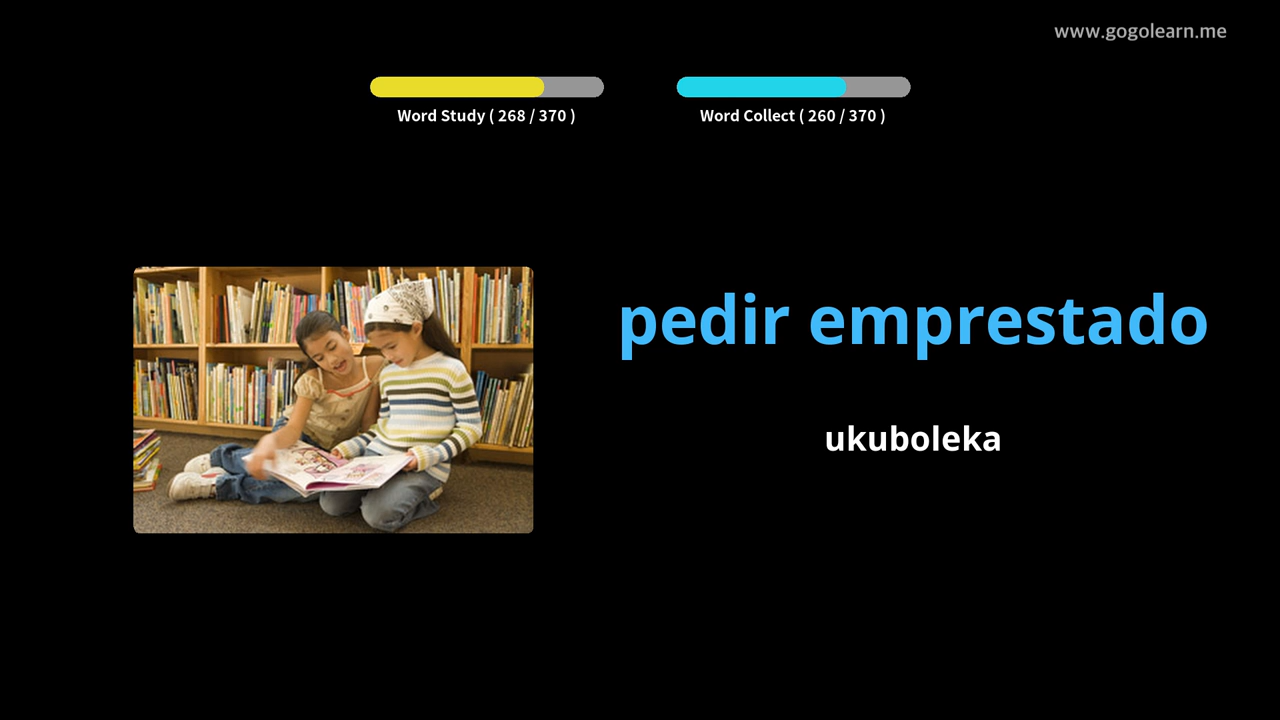 www.gogolearn.me
Word Study ( 268 / 370 )
Word Collect ( 260 / 370 )
pedir emprestado
ukuboleka